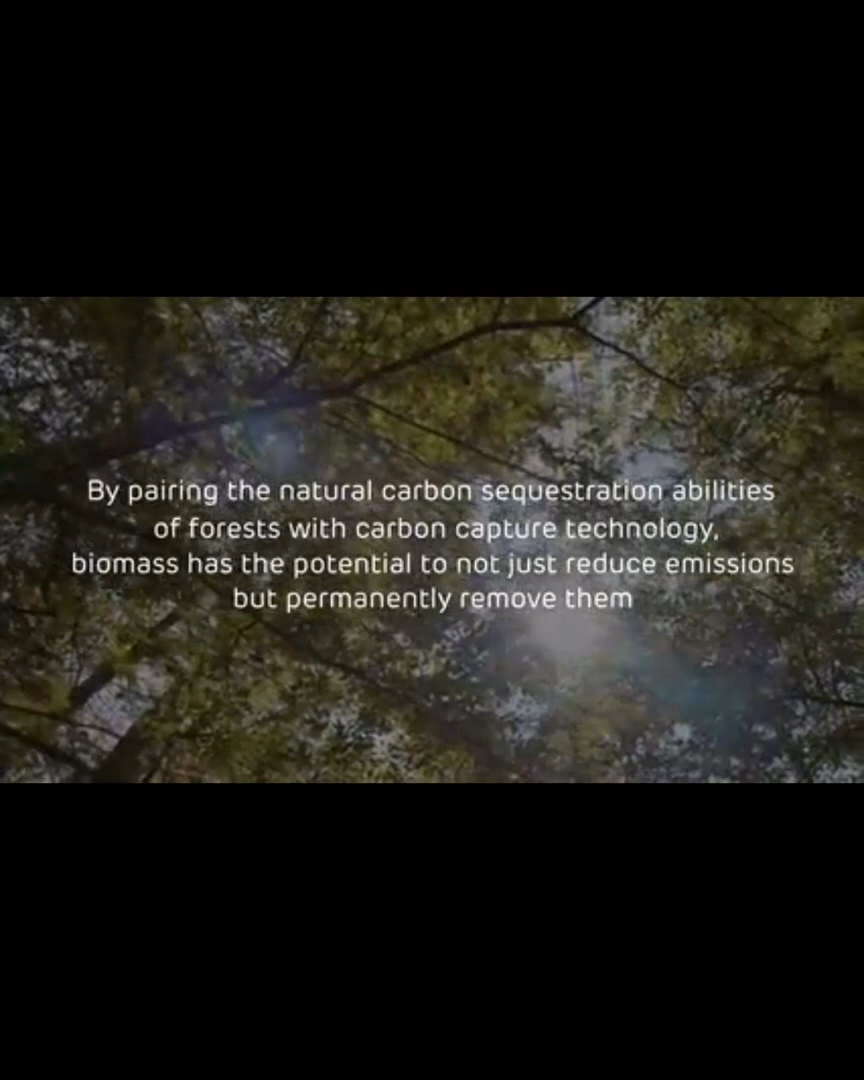 By pairing the natural carbon sequestration abilities
of forests with carbon capture technology,
biomass has the potential to not just reduce emissions
but permanently remove them